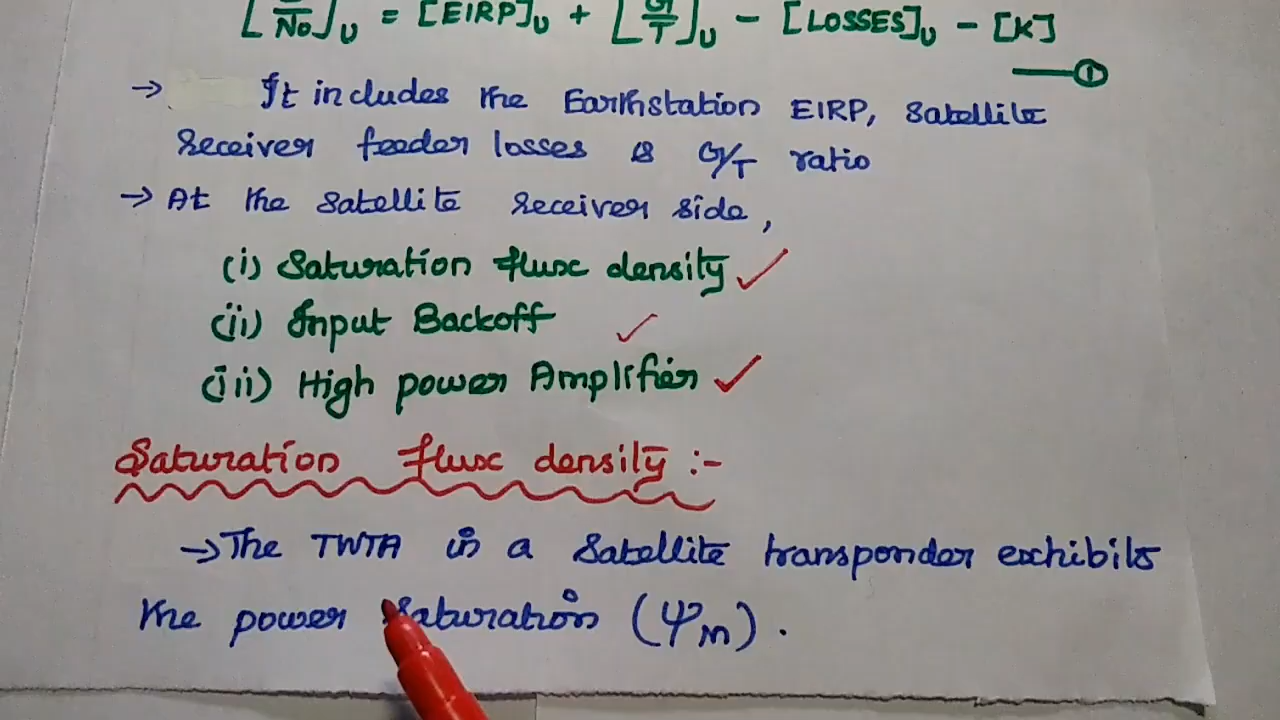 [C/No]U = [EIRP]U + [G/T]U - [LOSSES]U - [K]
①
→ It includes the Earthstation EIRP, Satellite
receiver feeder losses & G/T ratio
→ At the satellite receiver side,
(i) Saturation flux density ✓
(ii) Input Backoff ✓
(iii) High power Amplifier ✓
Saturation flux density :-
→ The TWTA in a satellite transponder exhibits
the power saturation (Ψm).